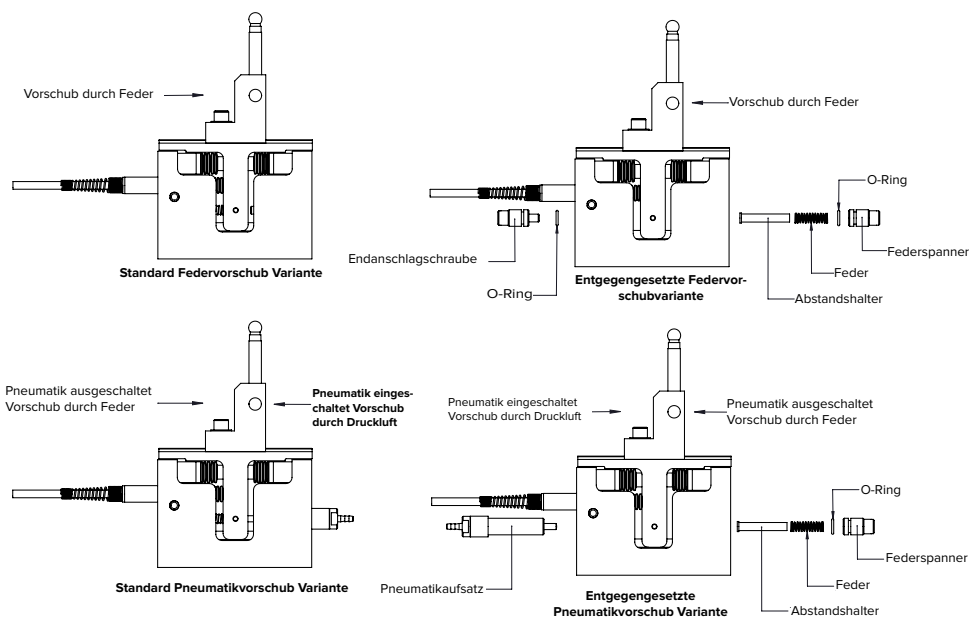 Vorschub durch Feder
Standard Federvorschub Variante
Vorschub durch Feder
O-Ring
Federspanner
Feder
Abstandshalter
Endanschlagschraube
O-Ring
Entgegengesetzte Federvor-
schubvariante
Pneumatik ausgeschaltet
Vorschub durch Feder
Pneumatik einges-
chaltet Vorschub
durch Druckluft
Standard Pneumatikvorschub Variante
Pneumatik eingeschaltet
Vorschub durch Druckluft
Pneumatik ausgeschaltet
Vorschub durch Feder
O-Ring
Federspanner
Feder
Abstandshalter
Pneumatikaufsatz
Entgegengesetzte
Pneumatikvorschub Variante